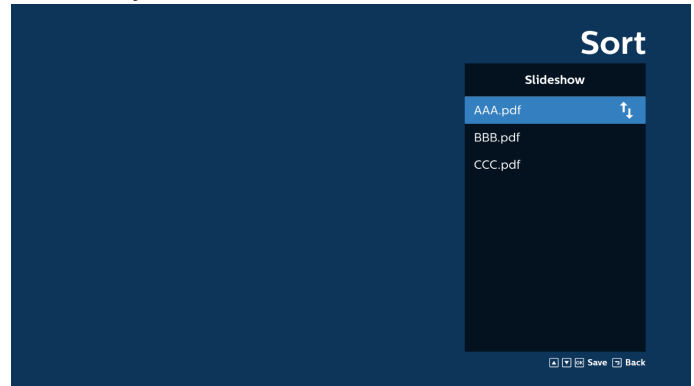 Sort
Slideshow
AAA.pdf
BBB.pdf
CCC.pdf
OK Save Back